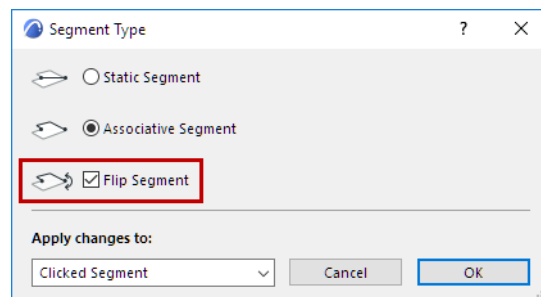 Segment Type ?
Static Segment
Associative Segment
Flip Segment
Apply changes to:
Clicked Segment Cancel OK